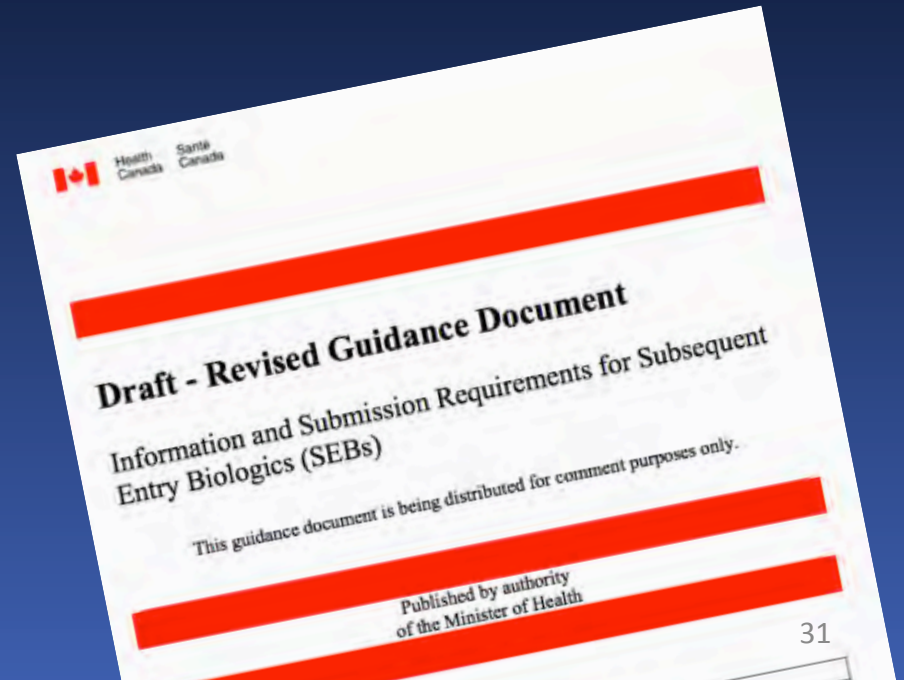 Health Canada
Santé Canada
Draft - Revised Guidance Document
Information and Submission Requirements for Subsequent
Entry Biologics (SEBs)
This guidance document is being distributed for comment purposes only.
Published by authority
of the Minister of Health
31